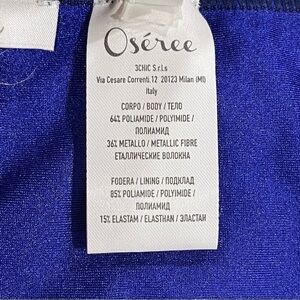 Oséree
3CHIC S.r.l.s
Via Cesare Correnti, 12 20123 Milan (MI)
Italy
CORPO / BODY / ТЕЛО
64% POLIAMIDE / POLYIMIDE /
ПОЛИАМИД
36% METALLO / METALLIC FIBRE
ЕТАЛЛИЧЕСКИЕ ВОЛОКНА
FODERA / LINING / ПОДКЛАД
85% POLIAMIDE / POLYIMIDE /
ПОЛИАМИД
15% ELASTAM / ELASTHAN / ЭЛАСТАН